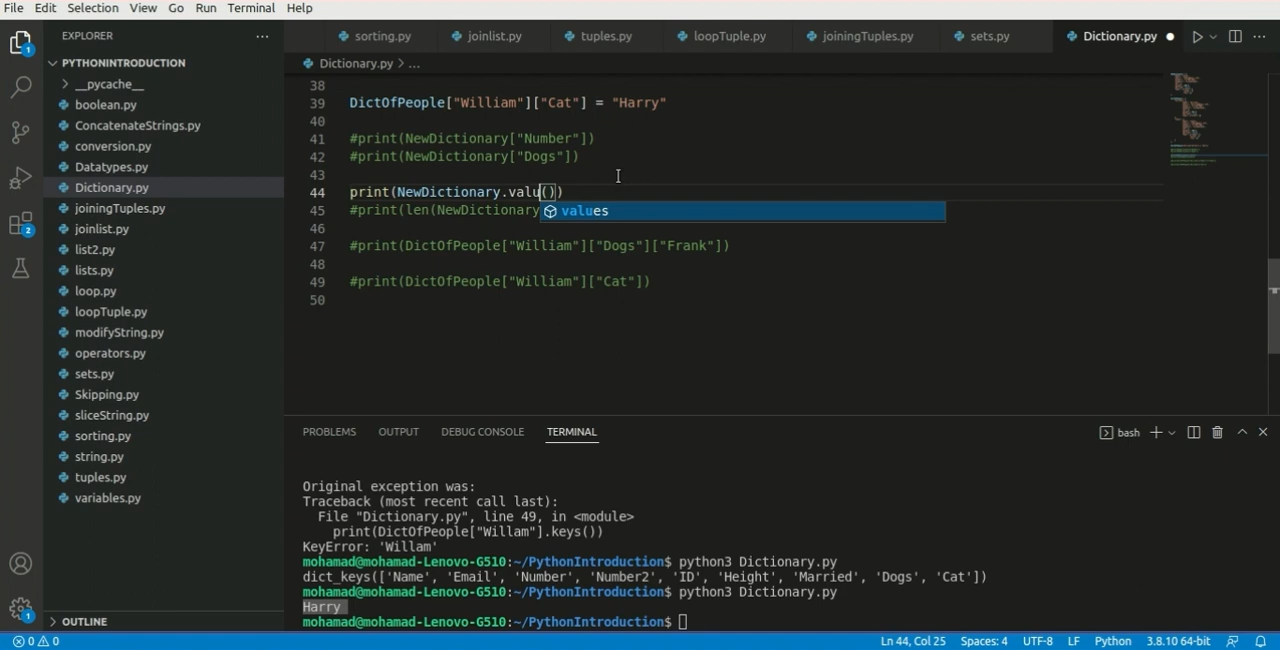 File Edit Selection View Go Run Terminal Help
EXPLORER
sorting.py joinlist.py tuples.py loopTuple.py joiningTuples.py sets.py Dictionary.py
PYTHONINTRODUCTION
Dictionary.py > ...
__pycache__
boolean.py
ConcatenateStrings.py
conversion.py
Datatypes.py
Dictionary.py
joiningTuples.py
joinlist.py
list2.py
lists.py
loop.py
loopTuple.py
modifyString.py
operators.py
sets.py
Skipping.py
sliceString.py
sorting.py
string.py
tuples.py
variables.py
OUTLINE
1
2
1
38
39 DictOfPeople["William"]["Cat"] = "Harry"
40
41 #print(NewDictionary["Number"])
42 #print(NewDictionary["Dogs"])
43
44 print(NewDictionary.valu())
45 #print(len(NewDictionary
values
46
47 #print(DictOfPeople["William"]["Dogs"]["Frank"])
48
49 #print(DictOfPeople["William"]["Cat"])
50
PROBLEMS OUTPUT DEBUG CONSOLE TERMINAL bash
Original exception was:
Traceback (most recent call last):
File "Dictionary.py", line 49, in <module>
print(DictOfPeople["Willam"].keys())
KeyError: 'Willam'
mohamad@mohamad-Lenovo-G510:~/PythonIntroduction$ python3 Dictionary.py
dict_keys(['Name', 'Email', 'Number', 'Number2', 'ID', 'Height', 'Married', 'Dogs', 'Cat'])
mohamad@mohamad-Lenovo-G510:~/PythonIntroduction$ python3 Dictionary.py
Harry
mohamad@mohamad-Lenovo-G510:~/PythonIntroduction$
0 0 Ln 44, Col 25 Spaces: 4 UTF-8 LF Python 3.8.10 64-bit